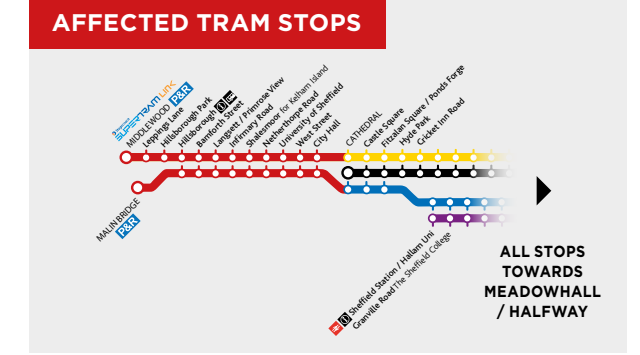 AFFECTED TRAM STOPS
SUPERTRAM LINK
MIDDLEWOOD P&R
Leppings Lane
Hillsborough Park
Hillsborough
Bamforth Street
Langsett / Primrose View
Infirmary Road
Shalesmoor for Kelham Island
Netherthorpe Road
University of Sheffield
West Street
City Hall
CATHEDRAL
Castle Square
Fitzalan Square / Ponds Forge
Hyde Park
Cricket Inn Road
MALIN BRIDGE
P&R
Sheffield Station / Hallam Uni
Granville Road The Sheffield College
ALL STOPS
TOWARDS
MEADOWHALL
/ HALFWAY